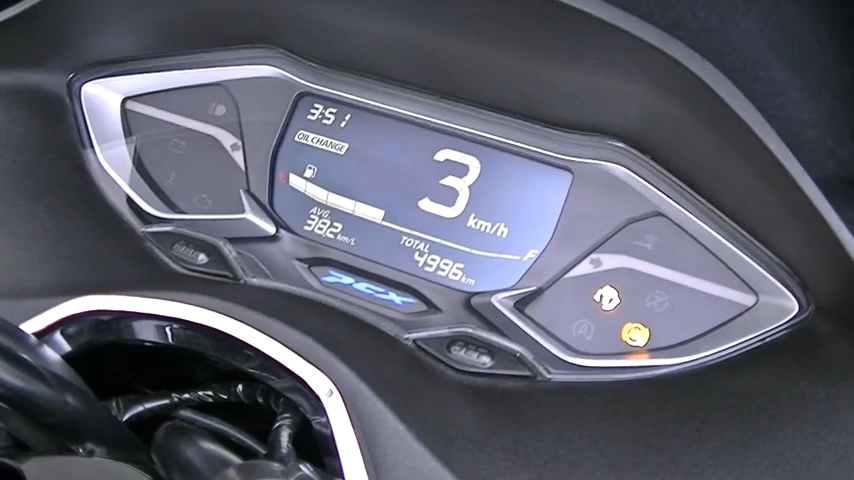 3:51
OIL CHANGE
3 km/h
AVG.
38.2 km/L
TOTAL
4996 km
F
PCX